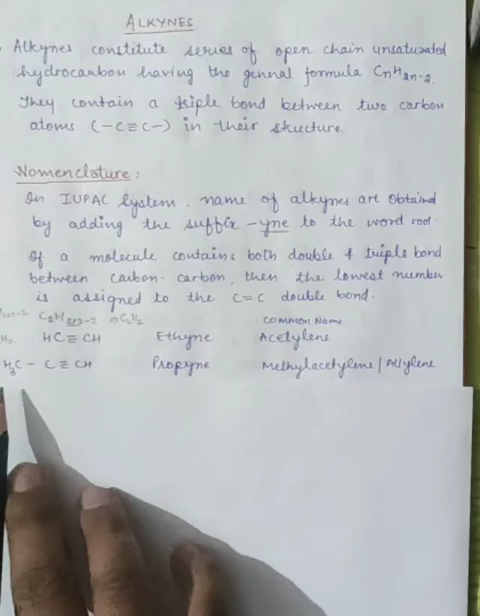 ALKYNES
Alkynes constitute series of open chain unsaturated
hydrocarbon having the general formula CnH2n-2.
They contain a triple bond between two carbon
atoms (-C≡C-) in their structure
Nomenclature:
In IUPAC System. name of alkynes are obtained
by adding the suffix -yne to the word root.
If a molecule contains both double & triple bond
between carbon-carbon, then the lowest number
is assigned to the C=C double bond.
C2H2x2-2 C2H2 Common Name
HC≡CH Ethyne Acetylene
H3C - C≡CH Propyne Methylacetylene/Allylene